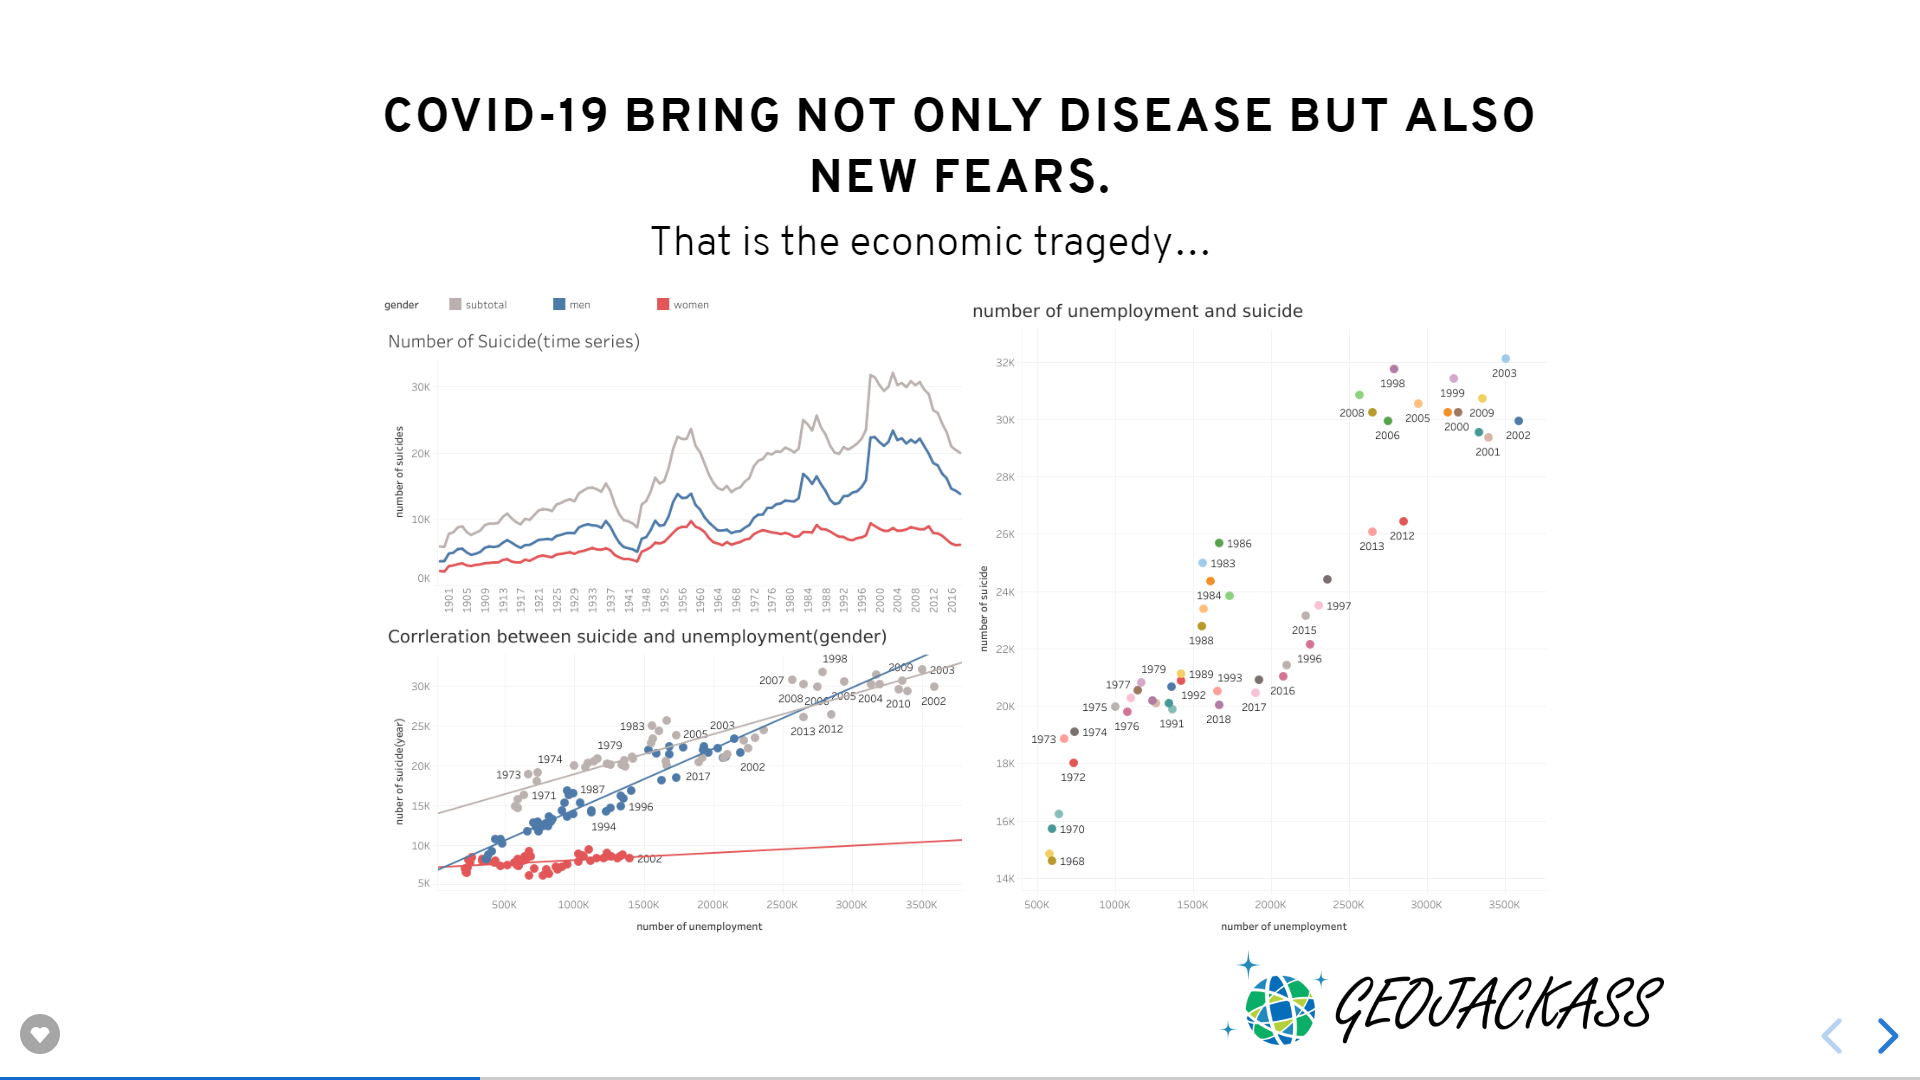 COVID-19 BRING NOT ONLY DISEASE BUT ALSO
NEW FEARS.
That is the economic tragedy...
gender subtotal men women
Number of Suicide(time series)
number of suicides
30K
20K
10K
0K
1901 1905 1909 1913 1917 1921 1925 1929 1933 1937 1941 1948 1952 1956 1960 1964 1968 1972 1976 1980 1984 1988 1992 1996 2000 2004 2008 2012 2016
Corrleration between suicide and unemployment(gender)
nuber of suicide(year)
30K
25K
20K
15K
10K
5K
1998
2009 2003
2007
2008 2006 2005 2004 2010 2002
1983 2003 2005 2013 2012
1979
1974 2002
1973 2017
1971 1987 1996
1994
2002
500K 1000K 1500K 2000K 2500K 3000K 3500K
number of unemployment
number of unemployment and suicide
number of suicide
32K
30K
28K
26K
24K
22K
20K
18K
16K
14K
2003
1998
1999
2008 2005 2009
2006 2000 2002
2001
2012
1986 2013
1983
1984 1997
2015
1988
1996
1979 1989 1993
1977 1992 2016
1975 2017
1976 1991 2018
1973 1974
1972
1970
1968
500K 1000K 1500K 2000K 2500K 3000K 3500K
number of unemployment
GEOJACKASS